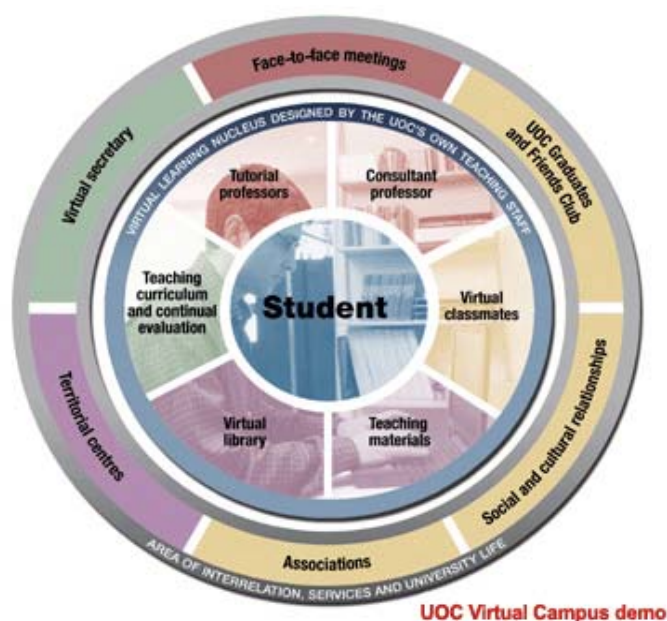 Face-to-face meetings
UOC Graduates
and Friends Club
Virtual secretary
VIRTUAL LEARNING NUCLEUS DESIGNED BY THE UOC'S OWN TEACHING STAFF
Tutorial
professors
Consultant
professor
Teaching
curriculum
and continual
evaluation
Student
Virtual
classmates
Virtual
library
Teaching
materials
Territorial centres
Social and cultural relationships
Associations
AREA OF INTERRELATION, SERVICES AND UNIVERSITY LIFE
UOC Virtual Campus demo